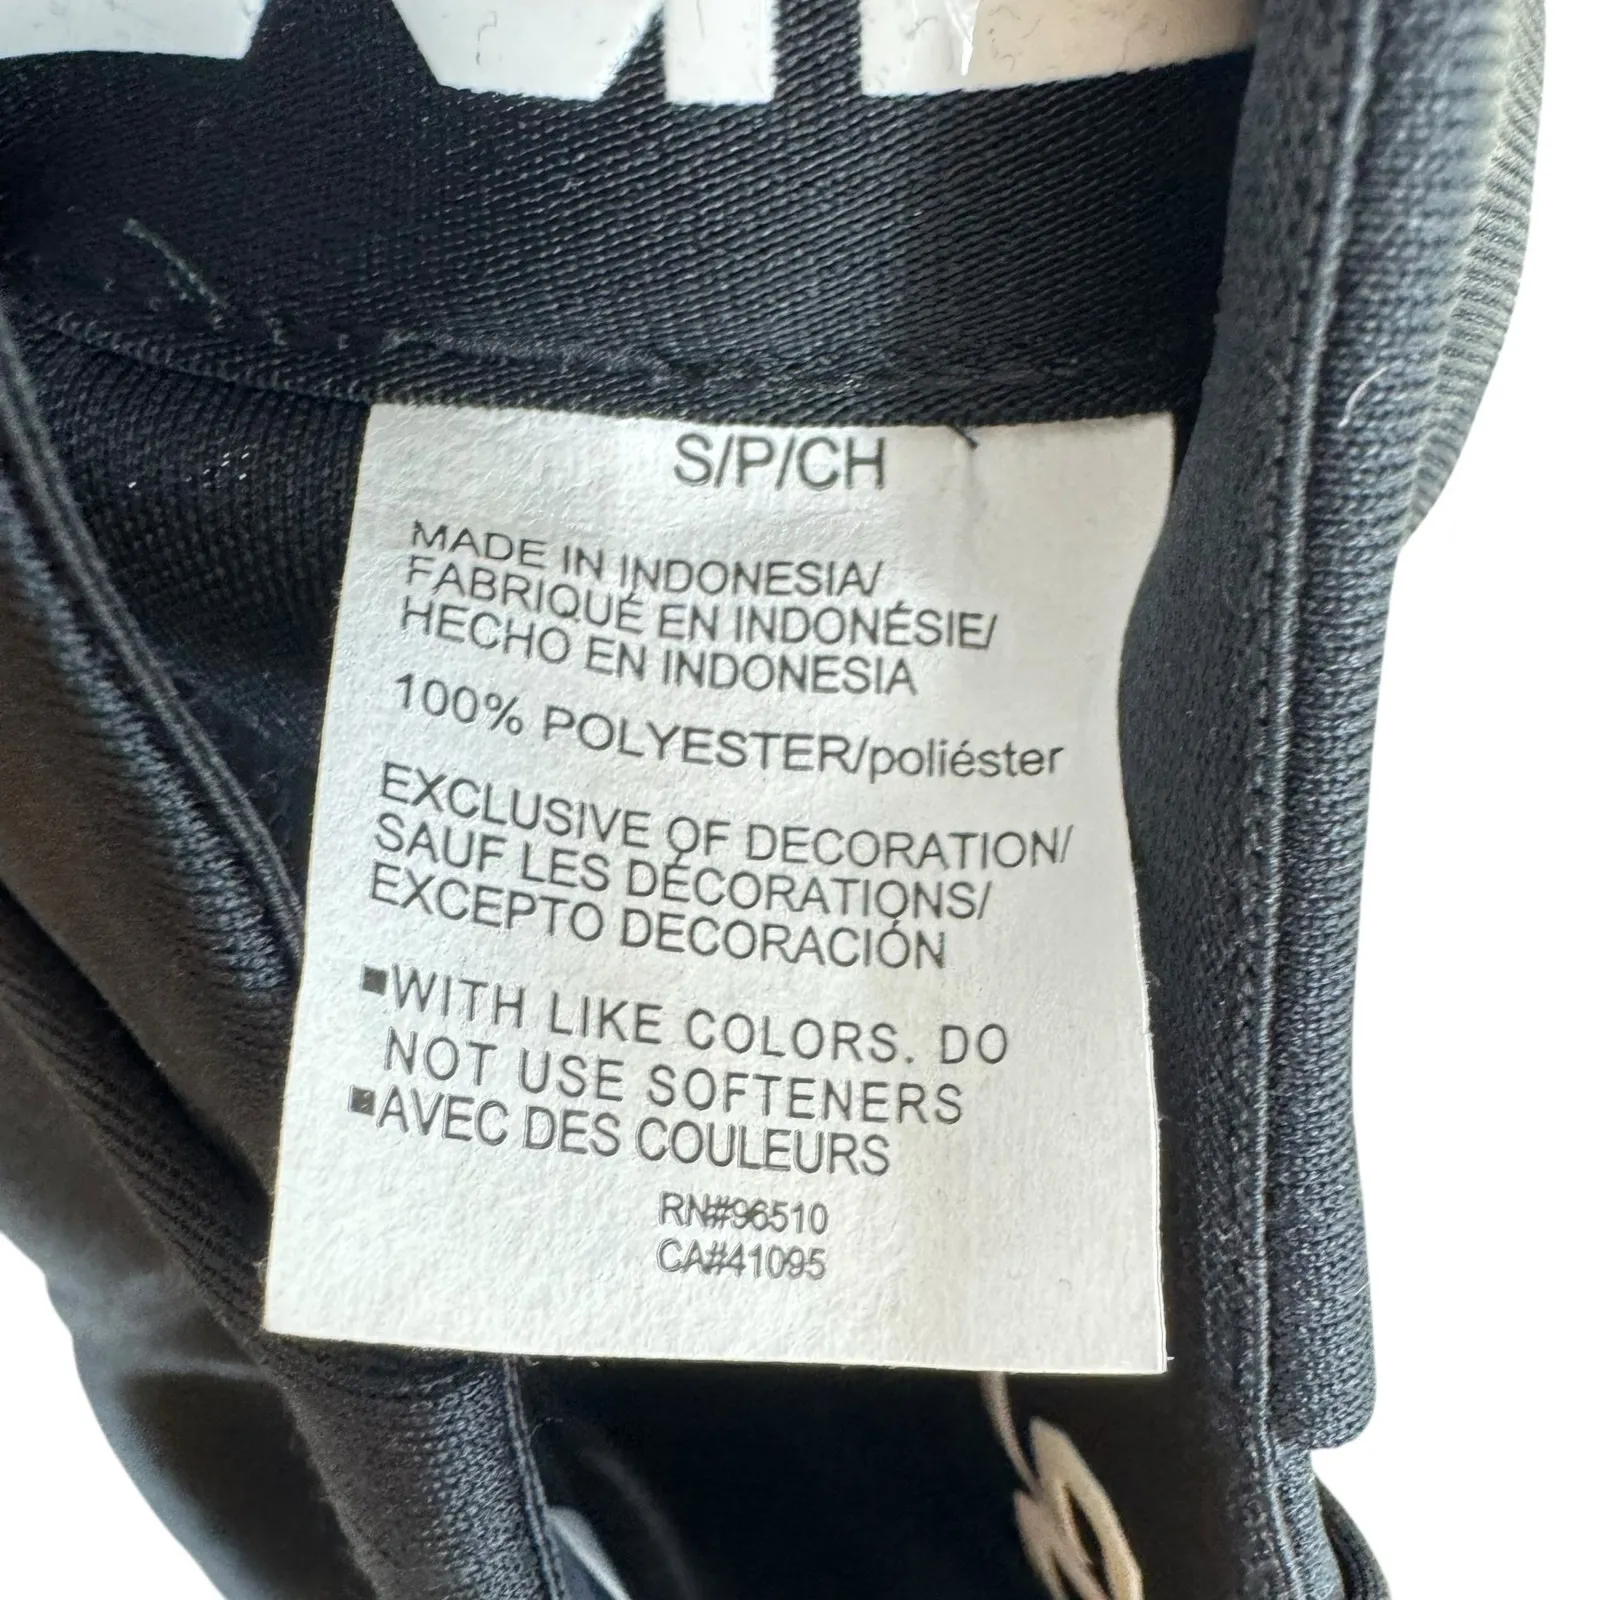 S/P/CH
MADE IN INDONESIA/
FABRIQUÉ EN INDONÉSIE/
HECHO EN INDONESIA
100% POLYESTER/poliéster
EXCLUSIVE OF DECORATION/
SAUF LES DÉCORATIONS/
EXCEPTO DECORACIÓN
▪WITH LIKE COLORS. DO
NOT USE SOFTENERS
▪AVEC DES COULEURS
RN#96510
CA#41095